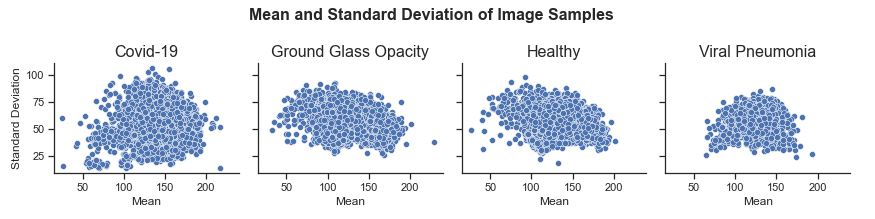 Mean and Standard Deviation of Image Samples
Covid-19
Ground Glass Opacity
Healthy
Viral Pneumonia
Standard Deviation
100
75
50
25
50 100 150 200
50 100 150 200
50 100 150 200
50 100 150 200
Mean
Mean
Mean
Mean